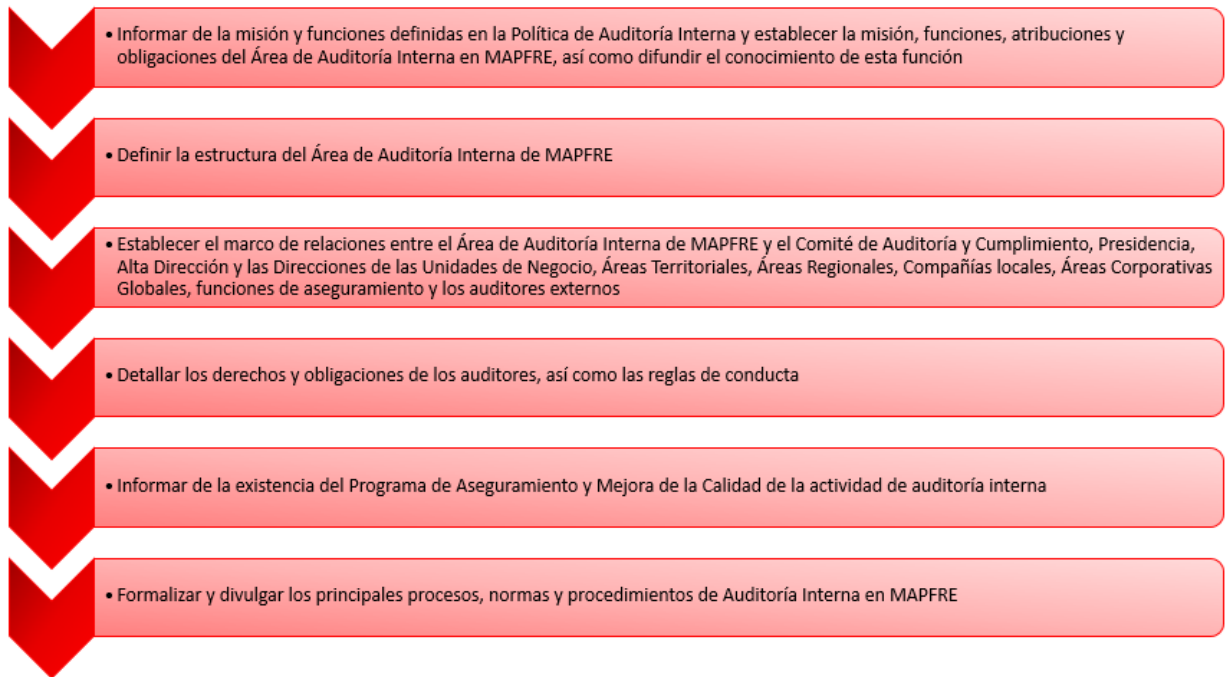 • Informar de la misión y funciones definidas en la Política de Auditoría Interna y establecer la misión, funciones, atribuciones y
obligaciones del Área de Auditoría Interna en MAPFRE, así como difundir el conocimiento de esta función
• Definir la estructura del Área de Auditoría Interna de MAPFRE
• Establecer el marco de relaciones entre el Área de Auditoría Interna de MAPFRE y el Comité de Auditoría y Cumplimiento, Presidencia,
Alta Dirección y las Direcciones de las Unidades de Negocio, Áreas Territoriales, Áreas Regionales, Compañías locales, Áreas Corporativas
Globales, funciones de aseguramiento y los auditores externos
• Detallar los derechos y obligaciones de los auditores, así como las reglas de conducta
• Informar de la existencia del Programa de Aseguramiento y Mejora de la Calidad de la actividad de auditoría interna
• Formalizar y divulgar los principales procesos, normas y procedimientos de Auditoría Interna en MAPFRE